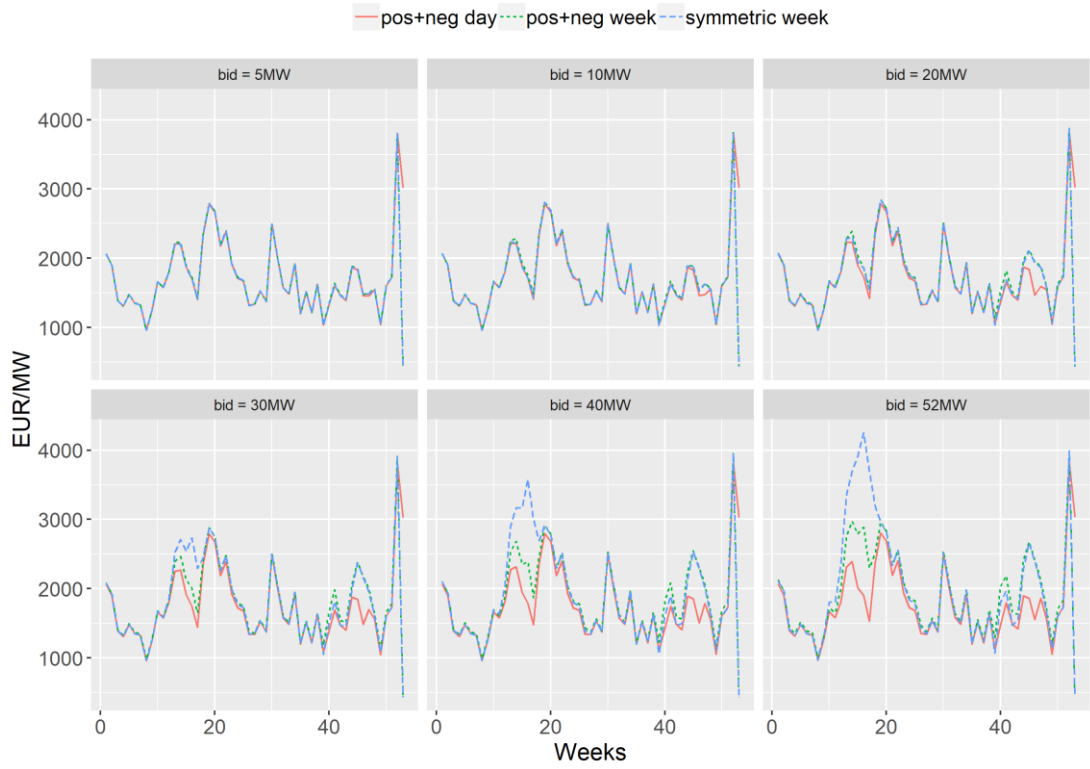 pos+neg day pos+neg week symmetric week
bid = 5MW bid = 10MW bid = 20MW
4000
3000
2000
1000
EUR/MW
bid = 30MW bid = 40MW bid = 52MW
4000
3000
2000
1000
0 20 40 0 20 40 0 20 40
Weeks